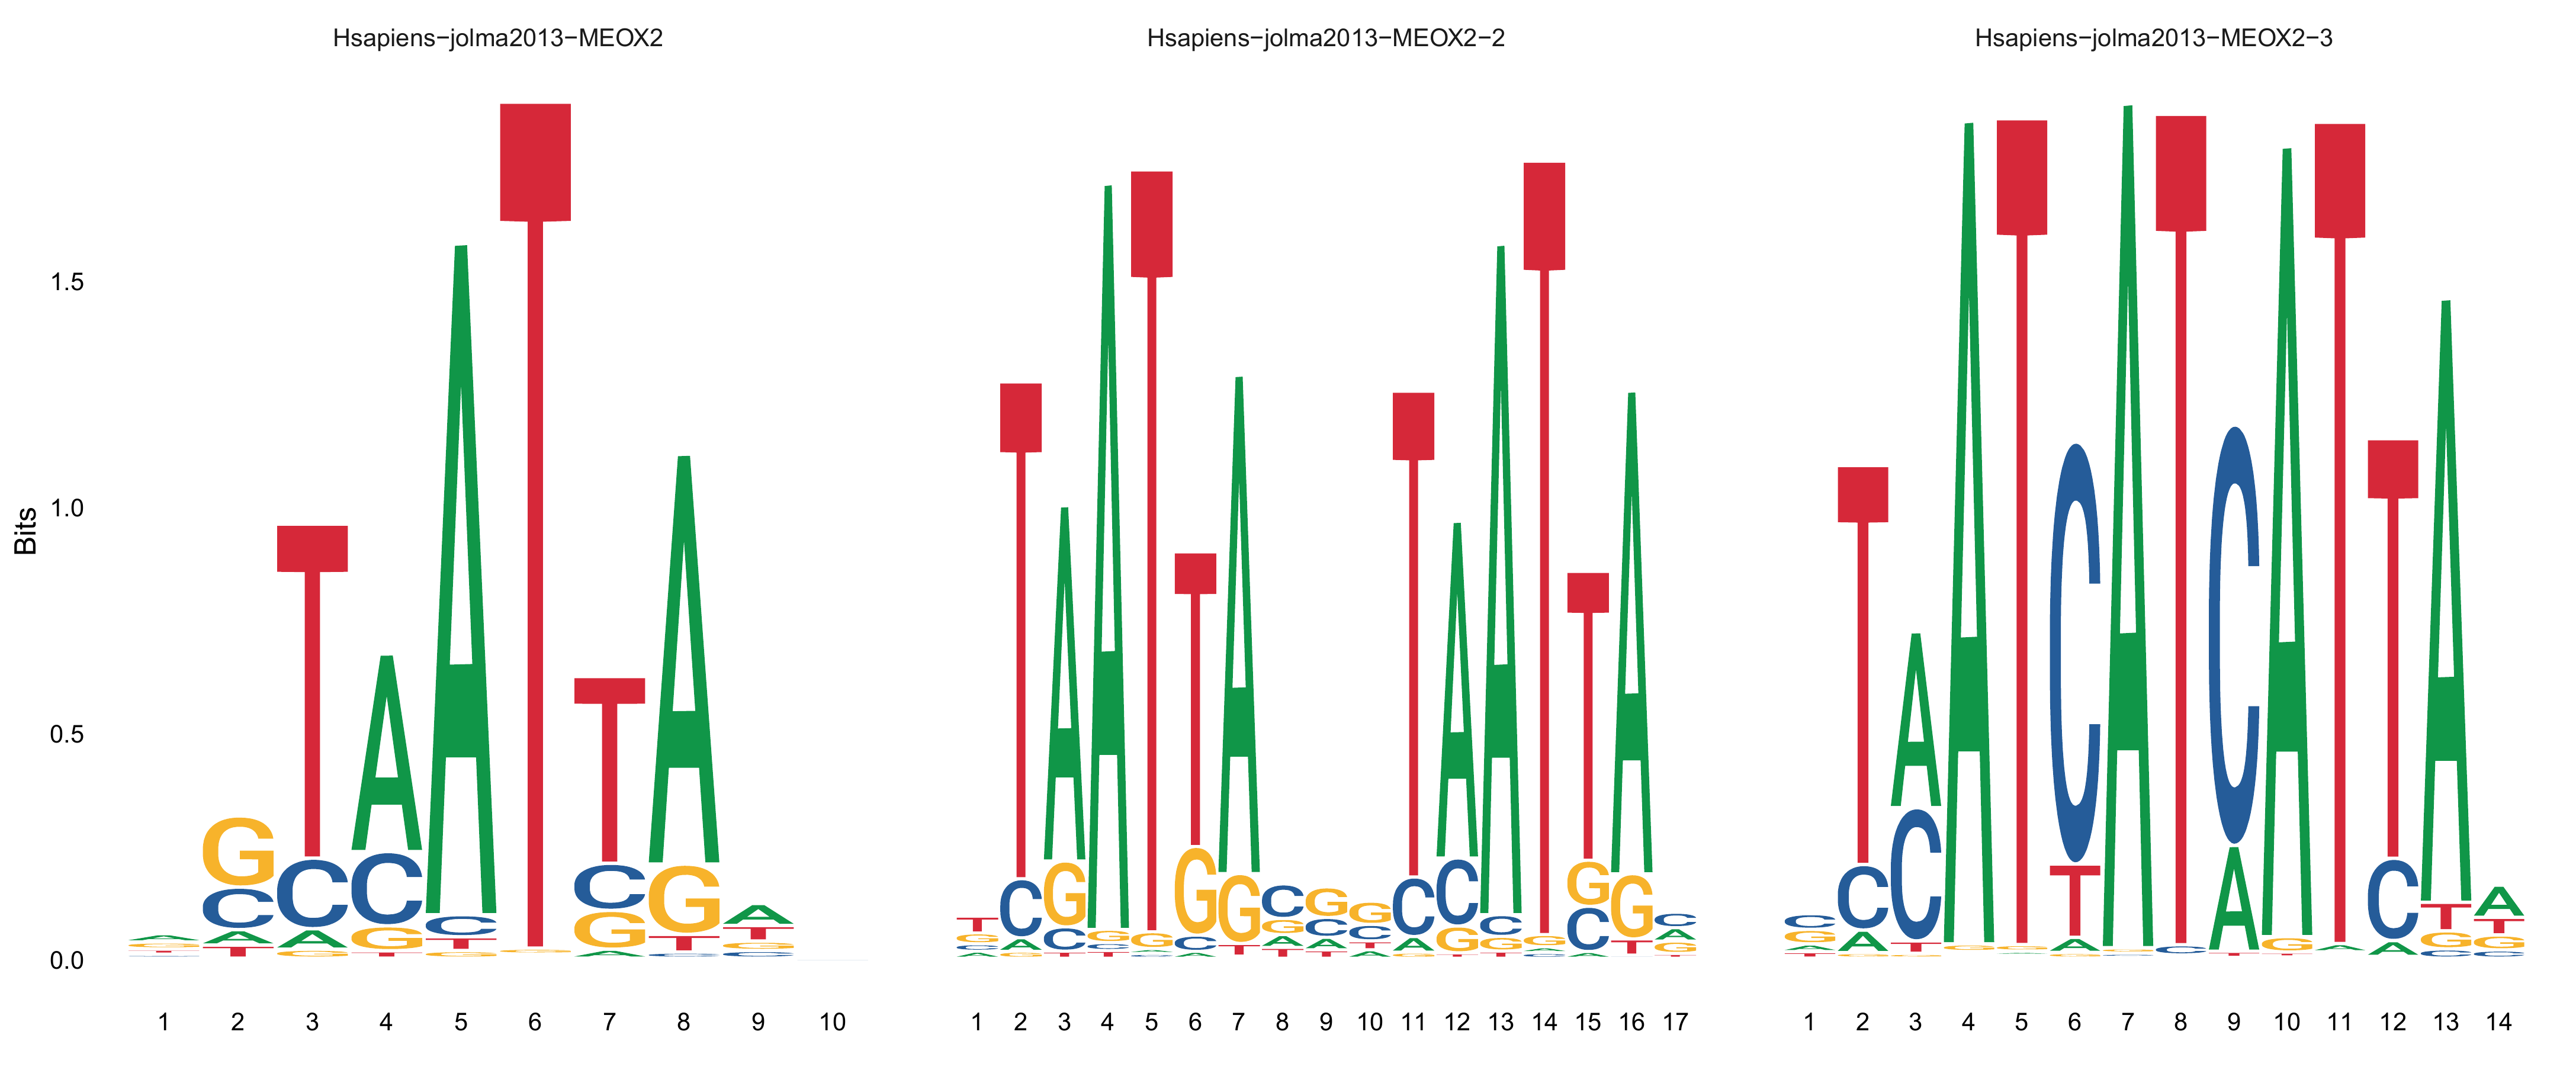 Hsapiens−jolma2013−MEOX2 Hsapiens−jolma2013−MEOX2−2 Hsapiens−jolma2013−MEOX2−3
Bits
1.5
1.0
0.5
0.0
1 2 3 4 5 6 7 8 9 10 1 2 3 4 5 6 7 8 9 10 11 12 13 14 15 16 17 1 2 3 4 5 6 7 8 9 10 11 12 13 14